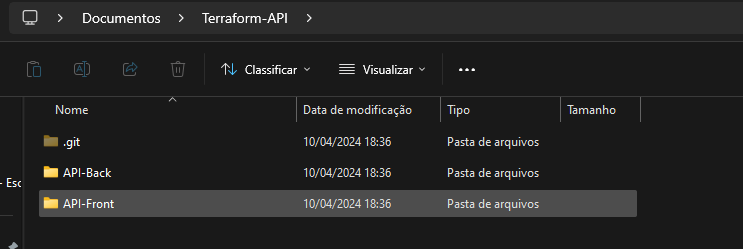 Documentos > Terraform-API >
Classificar Visualizar ...
Nome Data de modificação Tipo Tamanho
.git 10/04/2024 18:36 Pasta de arquivos
API-Back 10/04/2024 18:36 Pasta de arquivos
- Esc
API-Front 10/04/2024 18:36 Pasta de arquivos